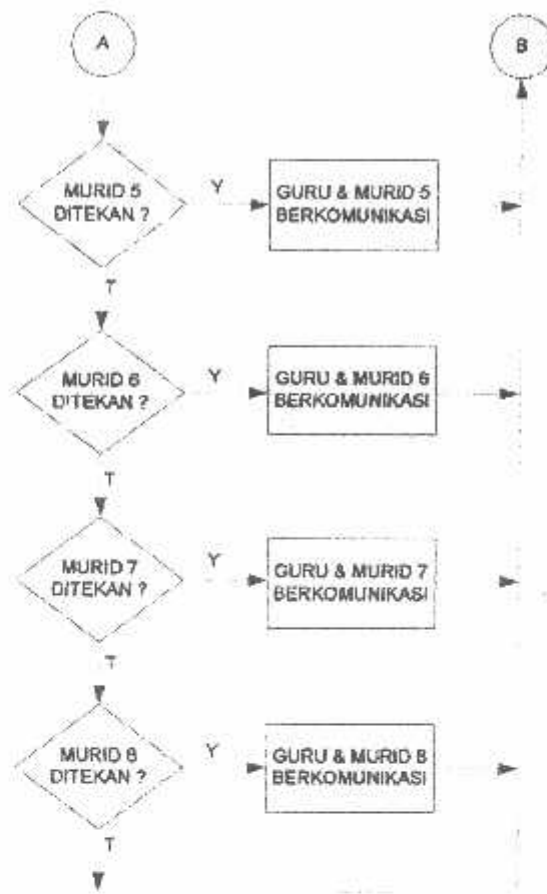 A
B
MURID 5
DITEKAN ?
Y
GURU & MURID 5
BERKOMUNIKASI
T
MURID 6
DITEKAN ?
Y
GURU & MURID 6
BERKOMUNIKASI
T
MURID 7
DITEKAN ?
Y
GURU & MURID 7
BERKOMUNIKASI
T
MURID 8
DITEKAN ?
Y
GURU & MURID 8
BERKOMUNIKASI
T